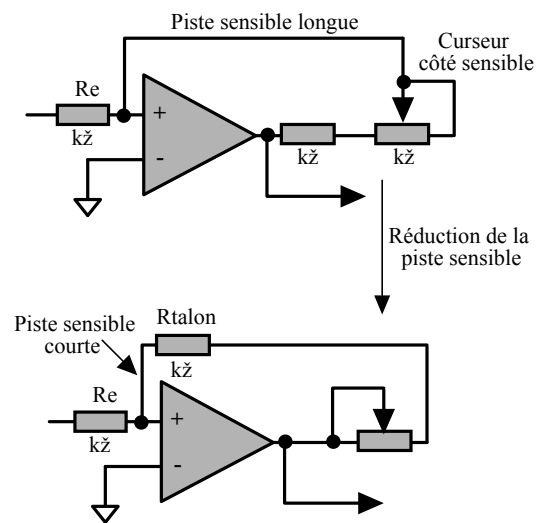 Piste sensible longue
Curseur
côté sensible
Re
kž
+
-
kž
kž
Réduction de la
piste sensible
Piste sensible
courte
Rtalon
kž
Re
kž
+
-